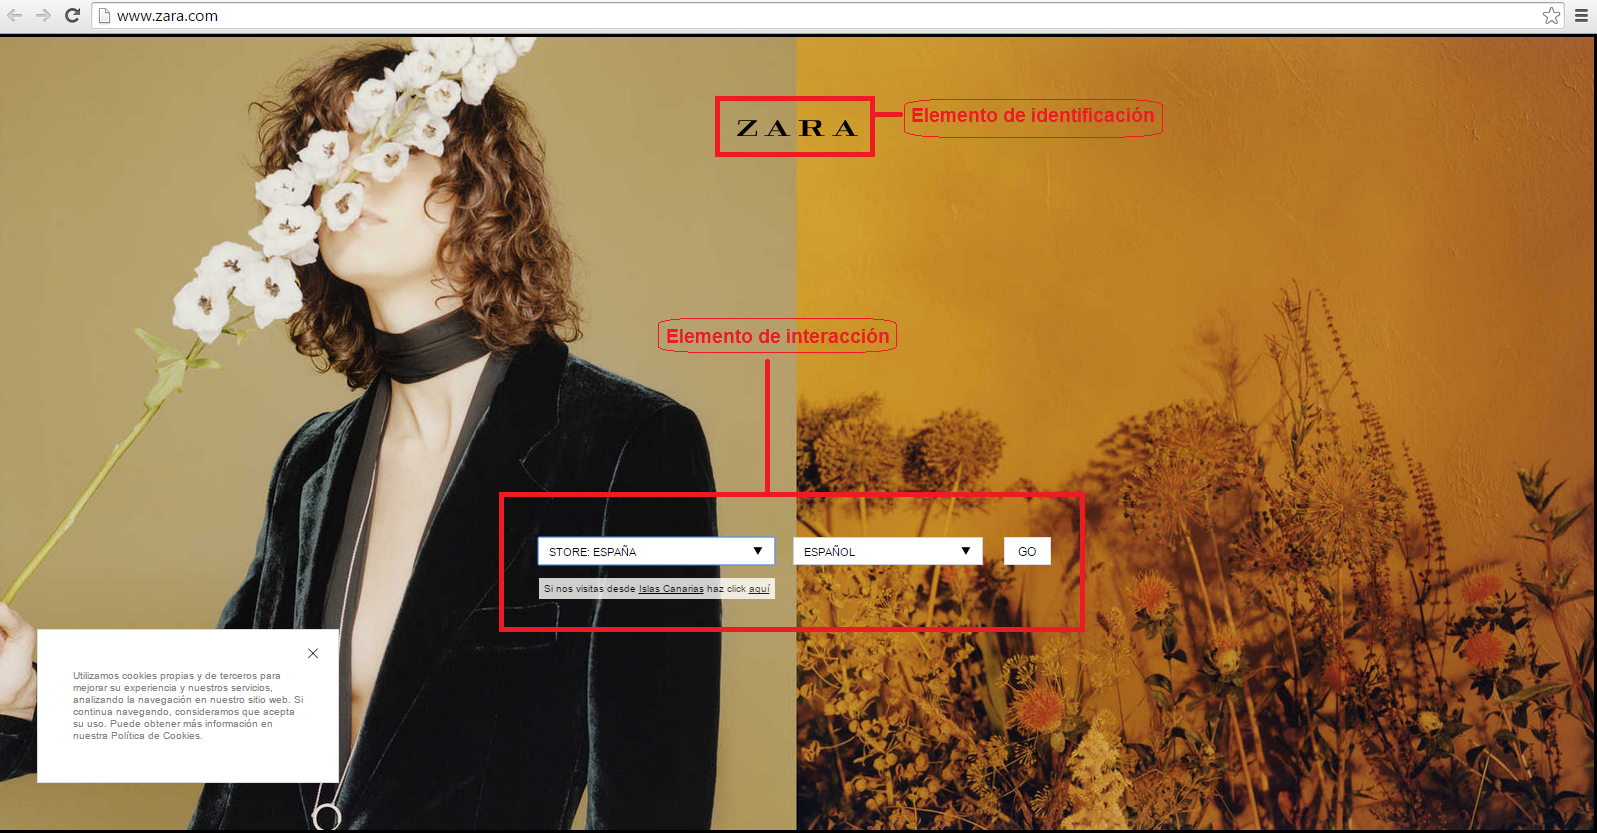 www.zara.com
ZARA
Elemento de identificación
Elemento de interacción
STORE: ESPAÑA
ESPAÑOL
GO
Si nos visitas desde Islas Canarias haz click aquí
Utilizamos cookies propias y de terceros para
mejorar su experiencia y nuestros servicios,
analizando la navegación en nuestro sitio web. Si
continua navegando, consideramos que acepta
su uso. Puede obtener más información en
nuestra Política de Cookies.